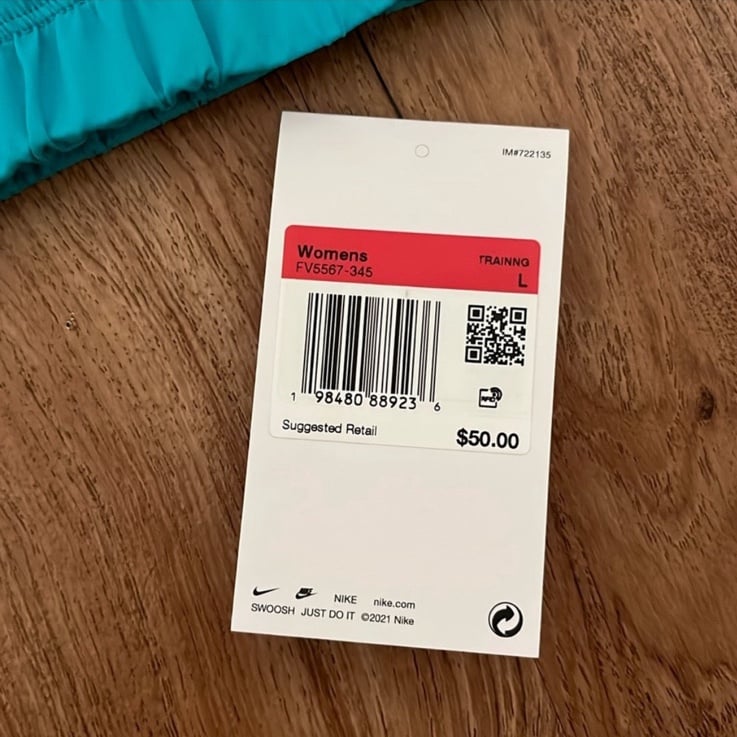 IM#722135
Womens
TRAINNG
FV5567-345
L
1 98480 88923 6
RFID
Suggested Retail
$50.00
NIKE nike.com
SWOOSH JUST DO IT ©2021 Nike